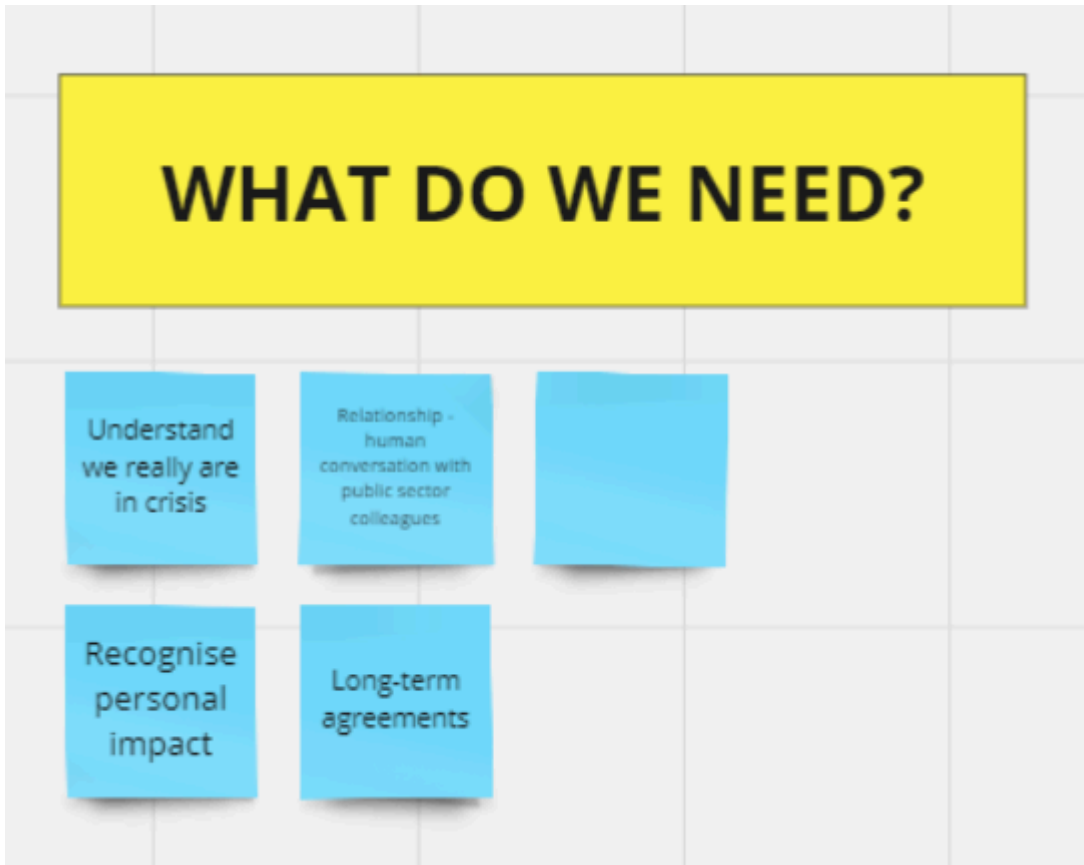 WHAT DO WE NEED?
Understand
we really are
in crisis
Relationship -
human
conversation with
public sector
colleagues
Recognise
personal
impact
Long-term
agreements